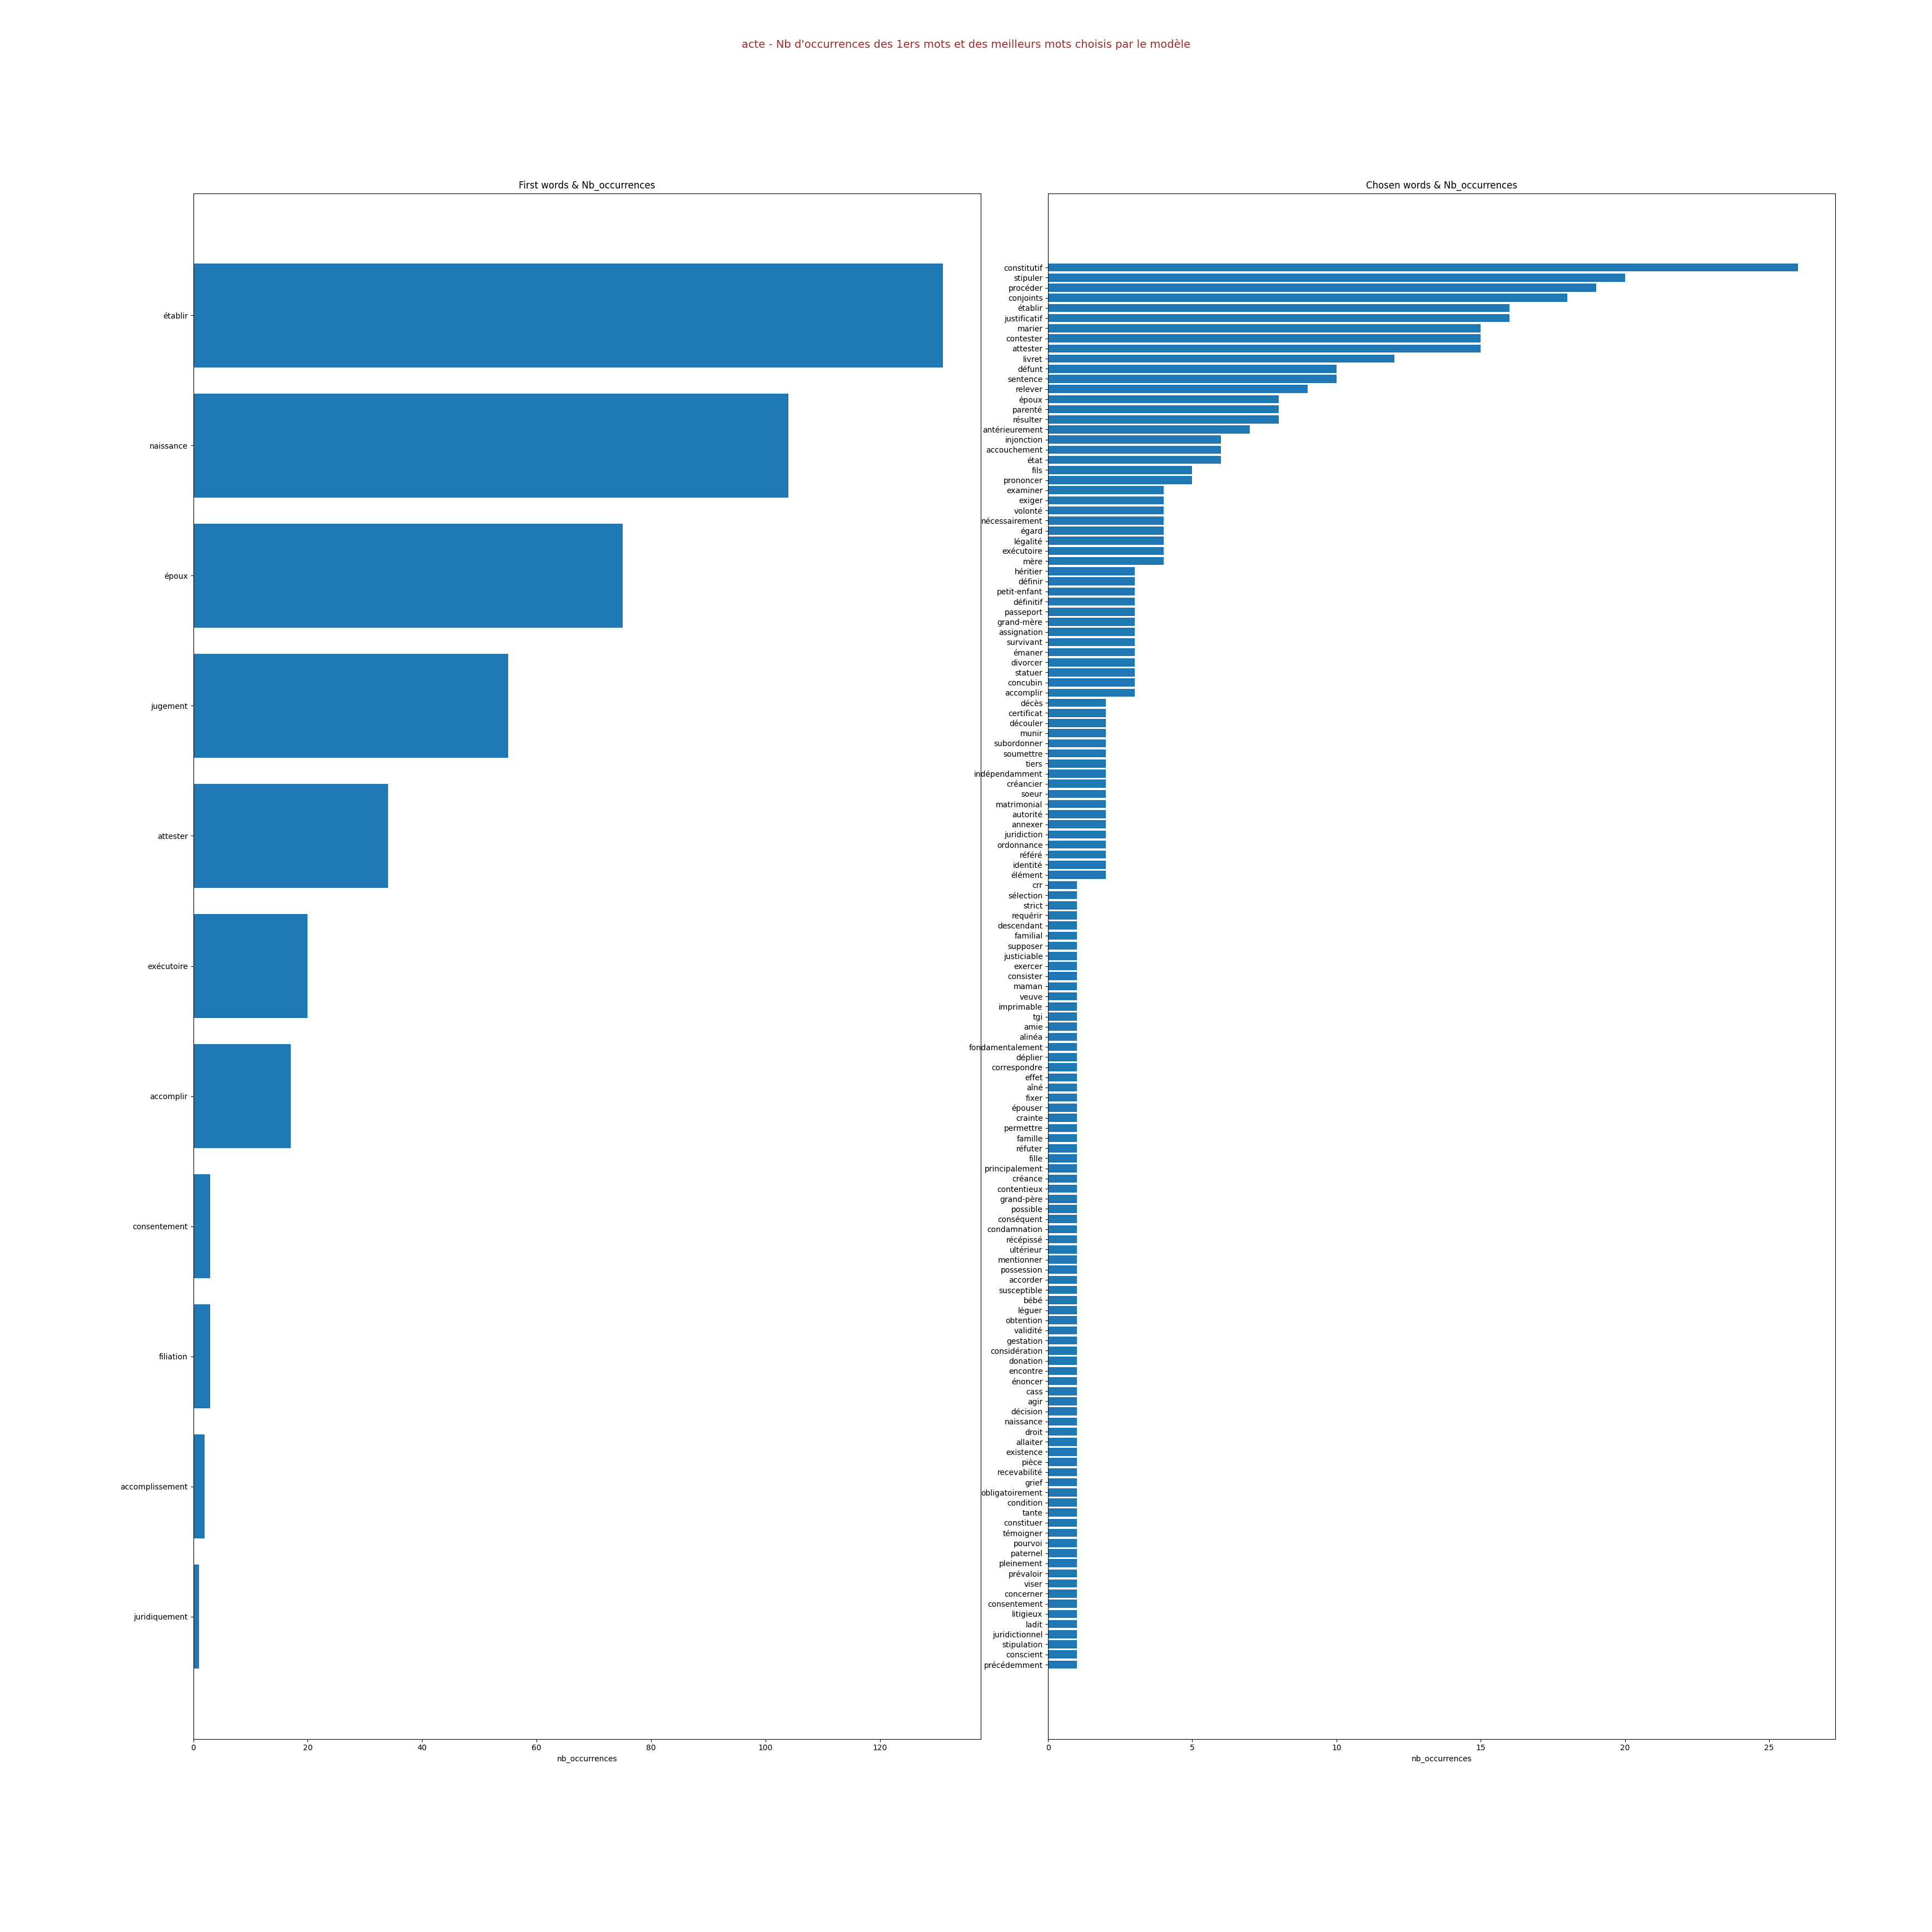 acte - Nb d'occurrences des 1ers mots et des meilleurs mots choisis par le modèle
First words & Nb_occurrences
établir
naissance
époux
jugement
attester
exécutoire
accomplir
consentement
filiation
accomplissement
juridiquement
0 20 40 60 80 100 120
nb_occurrences
Chosen words & Nb_occurrences
constitutif
stipuler
procéder
conjoints
établir
justificatif
marier
contester
attester
livret
défunt
sentence
relever
époux
parenté
résulter
antérieurement
injonction
accouchement
état
fils
prononcer
examiner
exiger
volonté
nécessairement
égard
légalité
exécutoire
mère
héritier
définir
petit-enfant
définitif
passeport
grand-mère
assignation
survivant
émaner
divorcer
statuer
concubin
accomplir
décès
certificat
découler
munir
subordonner
soumettre
tiers
indépendamment
créancier
soeur
matrimonial
autorité
annexer
juridiction
ordonnance
référé
identité
élément
crr
sélection
strict
requérir
descendant
familial
supposer
justiciable
exercer
consister
maman
veuve
imprimable
tgi
amie
alinéa
fondamentalement
déplier
correspondre
effet
aîné
fixer
épouser
crainte
permettre
famille
réfuter
fille
principalement
créance
contentieux
grand-père
possible
conséquent
condamnation
récépissé
ultérieur
mentionner
possession
accorder
susceptible
bébé
léguer
obtention
validité
gestation
considération
donation
encontre
énoncer
cass
agir
décision
naissance
droit
allaiter
existence
pièce
recevabilité
grief
obligatoirement
condition
tante
constituer
témoigner
pourvoi
paternel
pleinement
prévaloir
viser
concerner
consentement
litigieux
ladit
juridictionnel
stipulation
conscient
précédemment
0 5 10 15 20 25
nb_occurrences